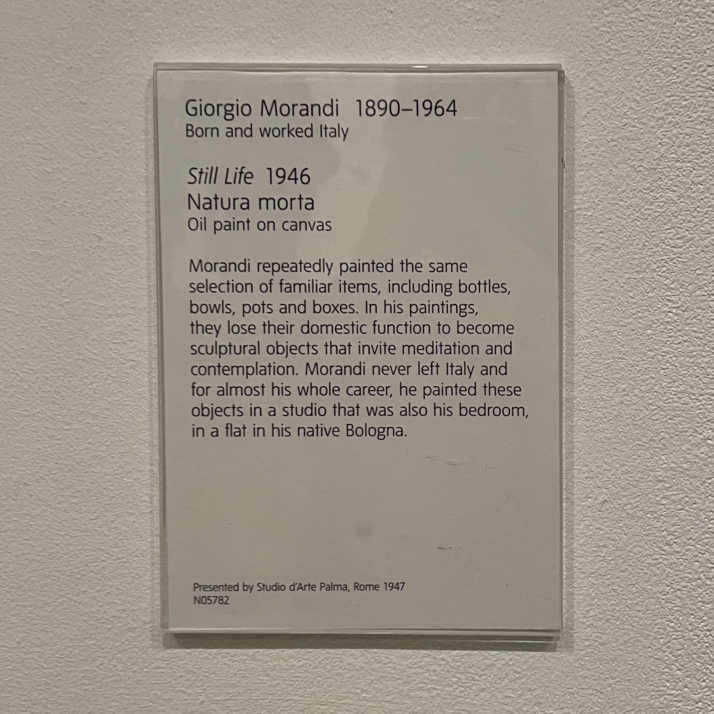 Giorgio Morandi 1890–1964
Born and worked Italy
Still Life 1946
Natura morta
Oil paint on canvas
Morandi repeatedly painted the same
selection of familiar items, including bottles,
bowls, pots and boxes. In his paintings,
they lose their domestic function to become
sculptural objects that invite meditation and
contemplation. Morandi never left Italy and
for almost his whole career, he painted these
objects in a studio that was also his bedroom,
in a flat in his native Bologna.
Presented by Studio d'Arte Palma, Rome 1947
N05782